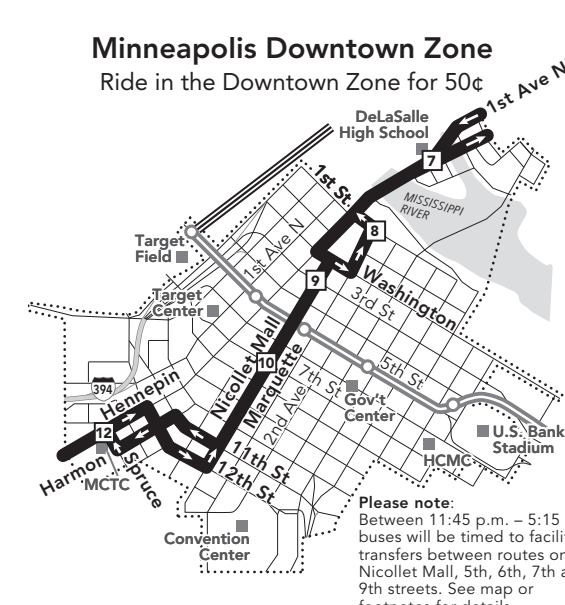 Minneapolis Downtown Zone
Ride in the Downtown Zone for 50¢
1st Ave N
DeLaSalle
High School
7
1st St
MISSISSIPPI
RIVER
8
Target
Field
1st Ave N
9
Washington
Target
Center
3rd St
Nicollet Mall
Marquette
10
5th St
7th St
394
Hennepin
2nd Ave
Gov't
Center
12
U.S. Bank
Stadium
11th St
HCMC
12th St
Harmon
MCTC
Spruce
Convention
Center
Please note:
Between 11:45 p.m. – 5:15
buses will be timed to facili
transfers between routes on
Nicollet Mall, 5th, 6th, 7th a
9th streets. See map or
footnotes for details